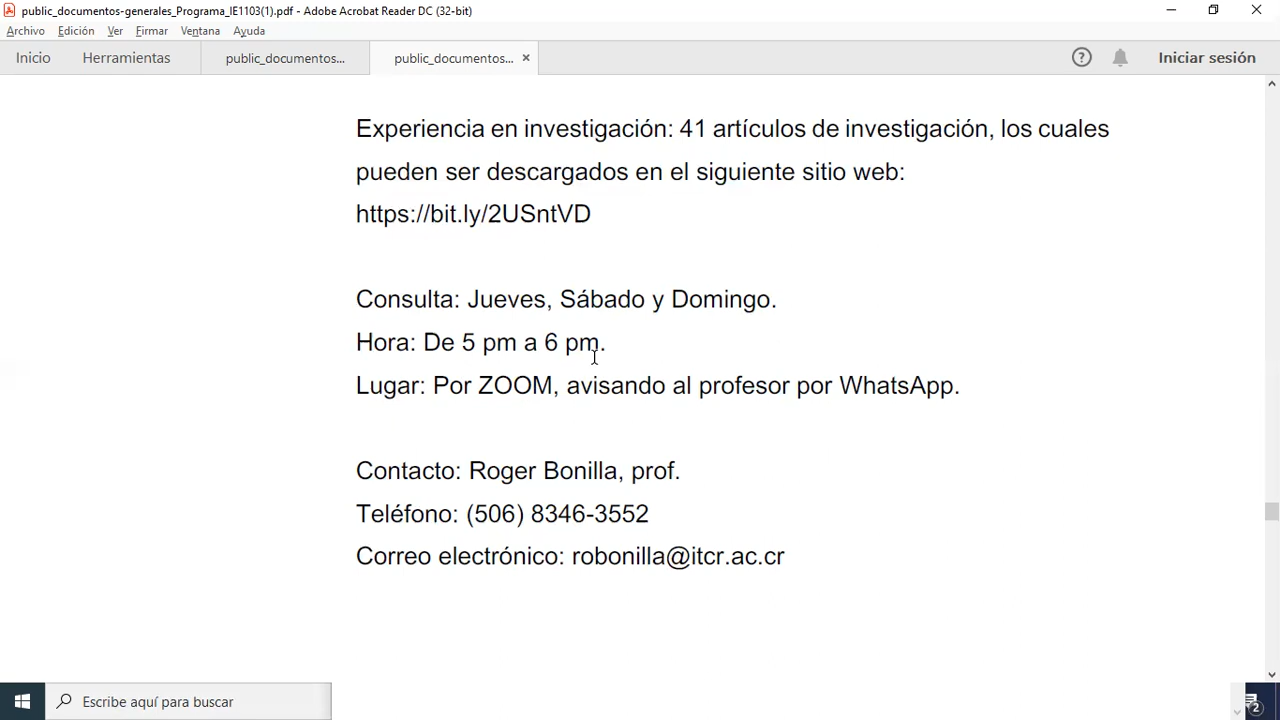 public_documentos-generales_Programa_IE1103(1).pdf - Adobe Acrobat Reader DC (32-bit)
Archivo Edición Ver Firmar Ventana Ayuda
Inicio Herramientas public_documentos... public_documentos... × ? Iniciar sesión
Experiencia en investigación: 41 artículos de investigación, los cuales
pueden ser descargados en el siguiente sitio web:
https://bit.ly/2USntVD
Consulta: Jueves, Sábado y Domingo.
Hora: De 5 pm a 6 pm.
Lugar: Por ZOOM, avisando al profesor por WhatsApp.
Contacto: Roger Bonilla, prof.
Teléfono: (506) 8346-3552
Correo electrónico: robonilla@itcr.ac.cr
Escribe aquí para buscar
2